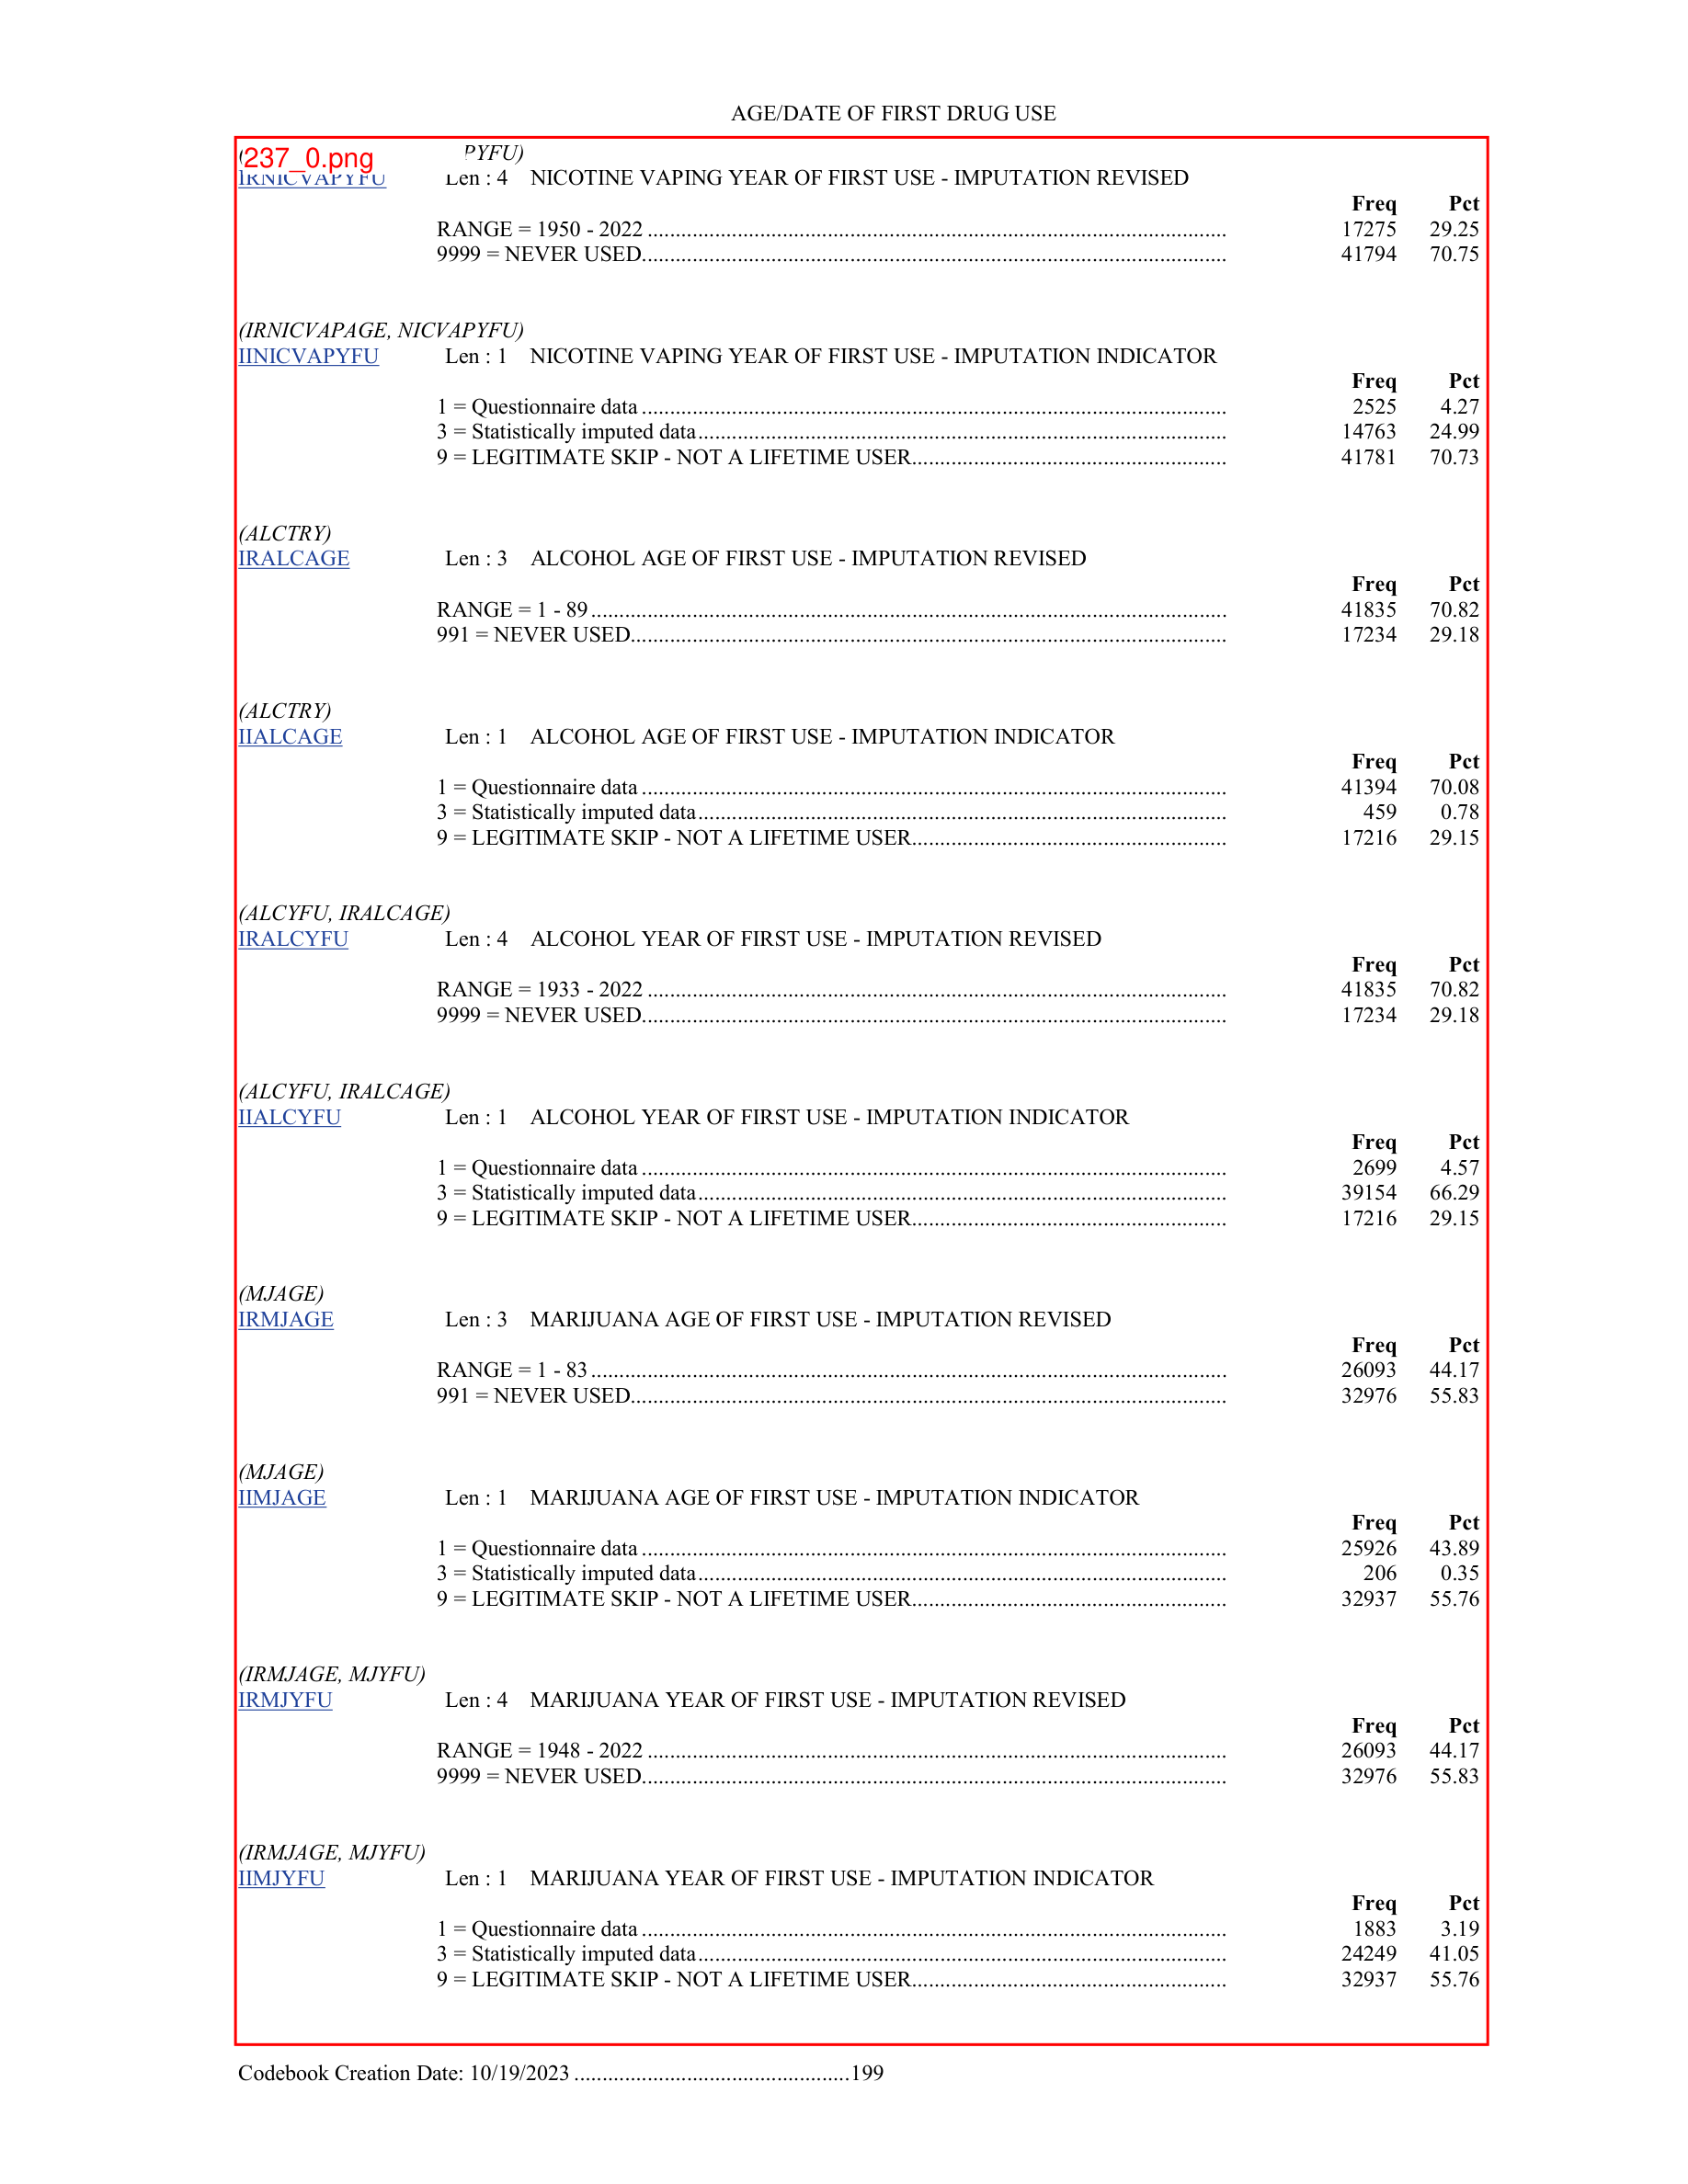 AGE/DATE OF FIRST DRUG USE
237_0.png PYFU)
IRNICVAPYFU Len : 4 NICOTINE VAPING YEAR OF FIRST USE - IMPUTATION REVISED
Freq Pct
RANGE = 1950 - 2022 17275 29.25
9999 = NEVER USED 41794 70.75
(IRNICVAPAGE, NICVAPYFU)
IINICVAPYFU Len : 1 NICOTINE VAPING YEAR OF FIRST USE - IMPUTATION INDICATOR
Freq Pct
1 = Questionnaire data 2525 4.27
3 = Statistically imputed data 14763 24.99
9 = LEGITIMATE SKIP - NOT A LIFETIME USER 41781 70.73
(ALCTRY)
IRALCAGE Len : 3 ALCOHOL AGE OF FIRST USE - IMPUTATION REVISED
Freq Pct
RANGE = 1 - 89 41835 70.82
991 = NEVER USED 17234 29.18
(ALCTRY)
IIALCAGE Len : 1 ALCOHOL AGE OF FIRST USE - IMPUTATION INDICATOR
Freq Pct
1 = Questionnaire data 41394 70.08
3 = Statistically imputed data 459 0.78
9 = LEGITIMATE SKIP - NOT A LIFETIME USER 17216 29.15
(ALCYFU, IRALCAGE)
IRALCYFU Len : 4 ALCOHOL YEAR OF FIRST USE - IMPUTATION REVISED
Freq Pct
RANGE = 1933 - 2022 41835 70.82
9999 = NEVER USED 17234 29.18
(ALCYFU, IRALCAGE)
IIALCYFU Len : 1 ALCOHOL YEAR OF FIRST USE - IMPUTATION INDICATOR
Freq Pct
1 = Questionnaire data 2699 4.57
3 = Statistically imputed data 39154 66.29
9 = LEGITIMATE SKIP - NOT A LIFETIME USER 17216 29.15
(MJAGE)
IRMJAGE Len : 3 MARIJUANA AGE OF FIRST USE - IMPUTATION REVISED
Freq Pct
RANGE = 1 - 83 26093 44.17
991 = NEVER USED 32976 55.83
(MJAGE)
IIMJAGE Len : 1 MARIJUANA AGE OF FIRST USE - IMPUTATION INDICATOR
Freq Pct
1 = Questionnaire data 25926 43.89
3 = Statistically imputed data 206 0.35
9 = LEGITIMATE SKIP - NOT A LIFETIME USER 32937 55.76
(IRMJAGE, MJYFU)
IRMJYFU Len : 4 MARIJUANA YEAR OF FIRST USE - IMPUTATION REVISED
Freq Pct
RANGE = 1948 - 2022 26093 44.17
9999 = NEVER USED 32976 55.83
(IRMJAGE, MJYFU)
IIMJYFU Len : 1 MARIJUANA YEAR OF FIRST USE - IMPUTATION INDICATOR
Freq Pct
1 = Questionnaire data 1883 3.19
3 = Statistically imputed data 24249 41.05
9 = LEGITIMATE SKIP - NOT A LIFETIME USER 32937 55.76
Codebook Creation Date: 10/19/2023 199